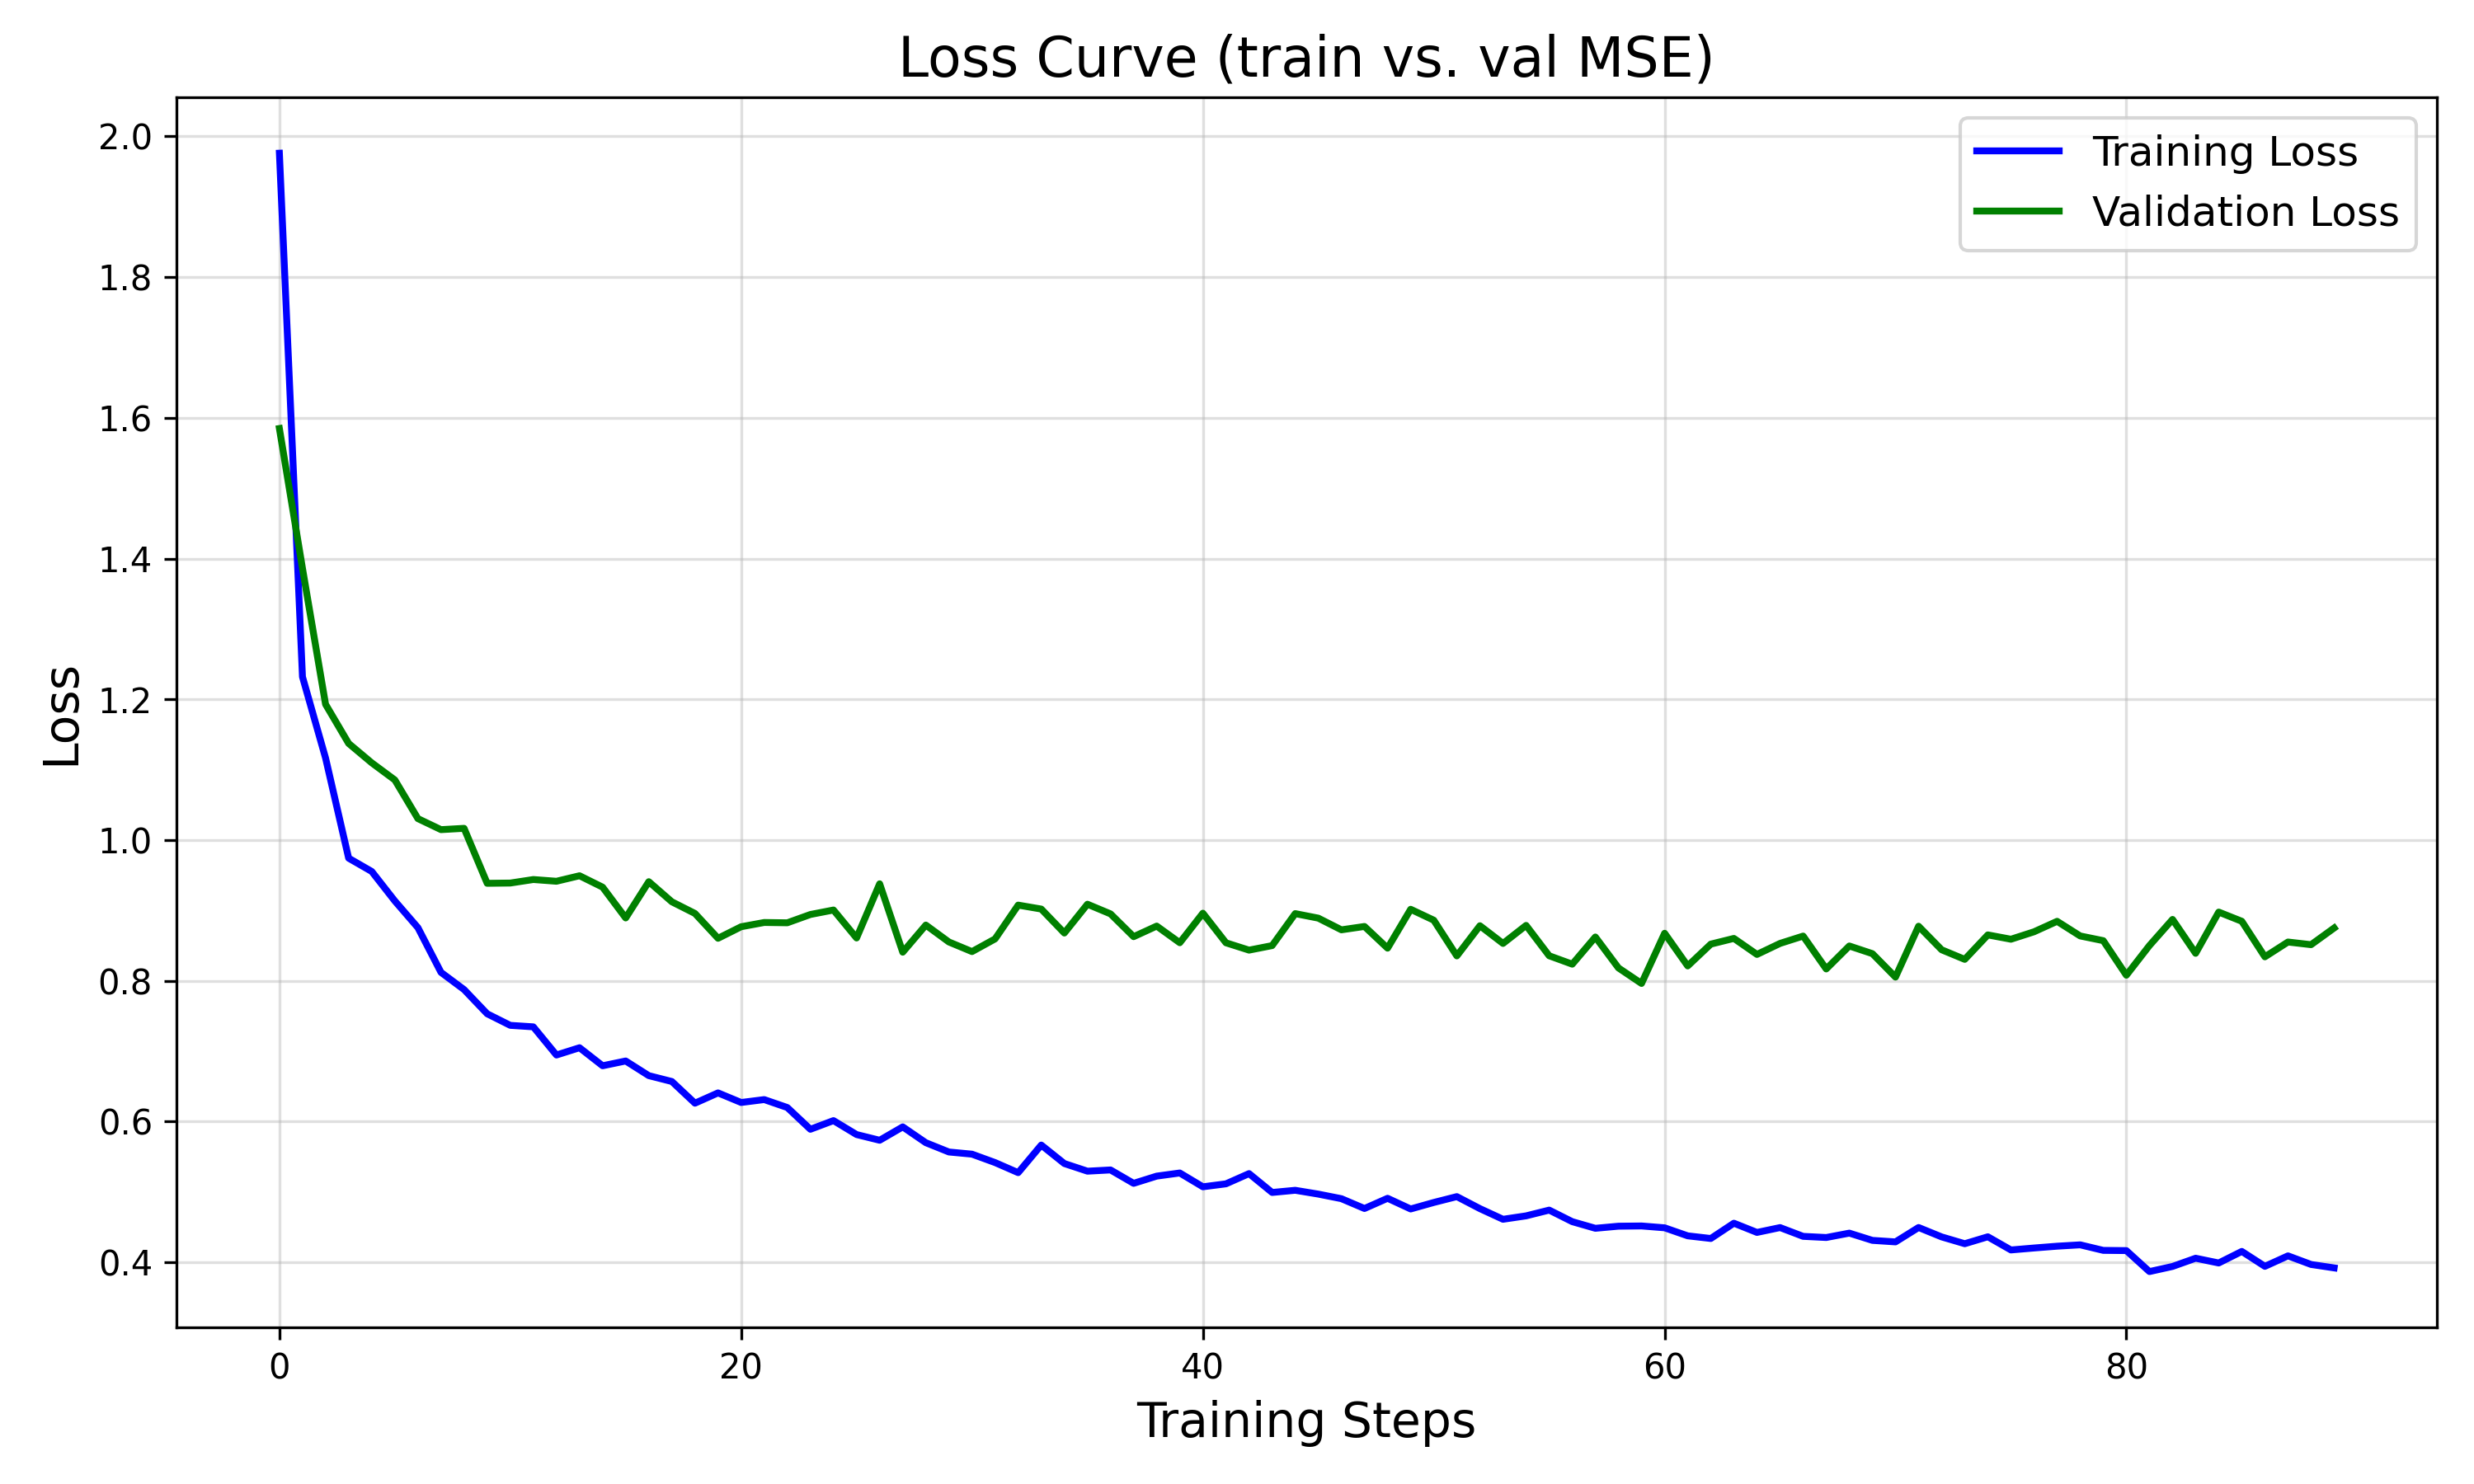 Loss Curve (train vs. val MSE)
Training Loss
Validation Loss
2.0
1.8
1.6
1.4
1.2
1.0
0.8
0.6
0.4
Loss
0 20 40 60 80
Training Steps